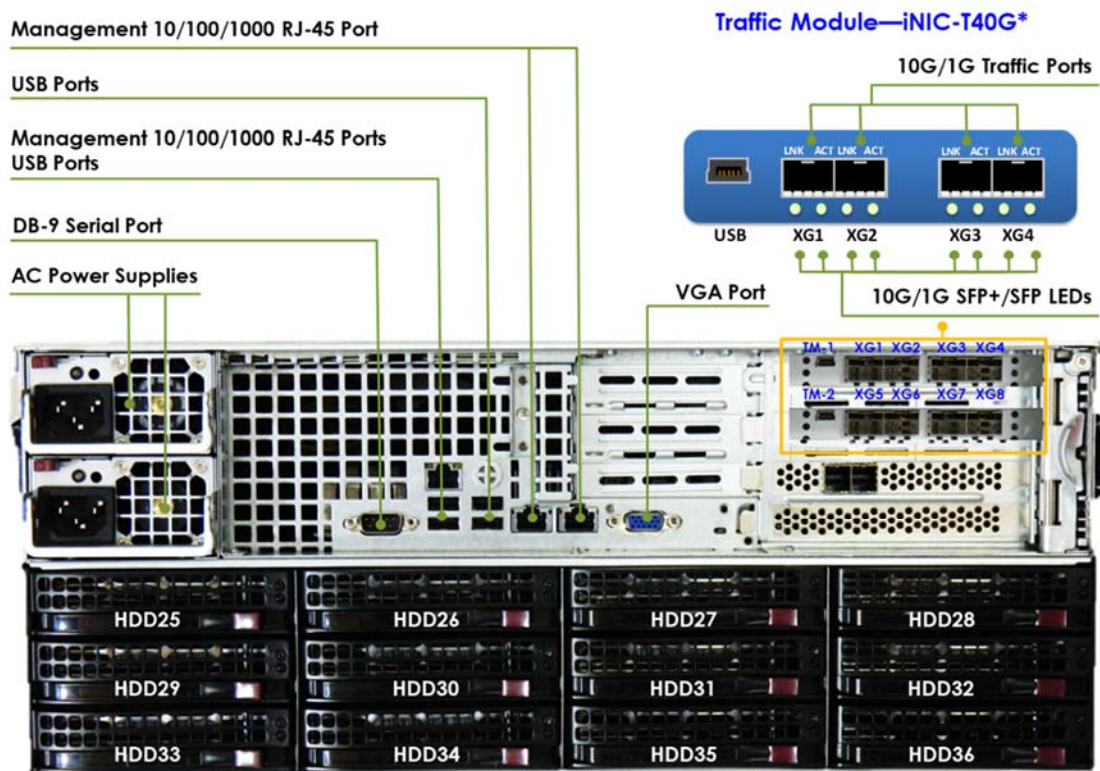 Management 10/100/1000 RJ-45 Port
USB Ports
Management 10/100/1000 RJ-45 Ports
USB Ports
DB-9 Serial Port
AC Power Supplies
Traffic Module—iNIC-T40G*
10G/1G Traffic Ports
LNK ACT LNK ACT LNK ACT LNK ACT
USB XG1 XG2 XG3 XG4
VGA Port
10G/1G SFP+/SFP LEDs
TM-1 XG1 XG2 XG3 XG4
TM-2 XG5 XG6 XG7 XG8
HDD25 HDD26 HDD27 HDD28
HDD29 HDD30 HDD31 HDD32
HDD33 HDD34 HDD35 HDD36